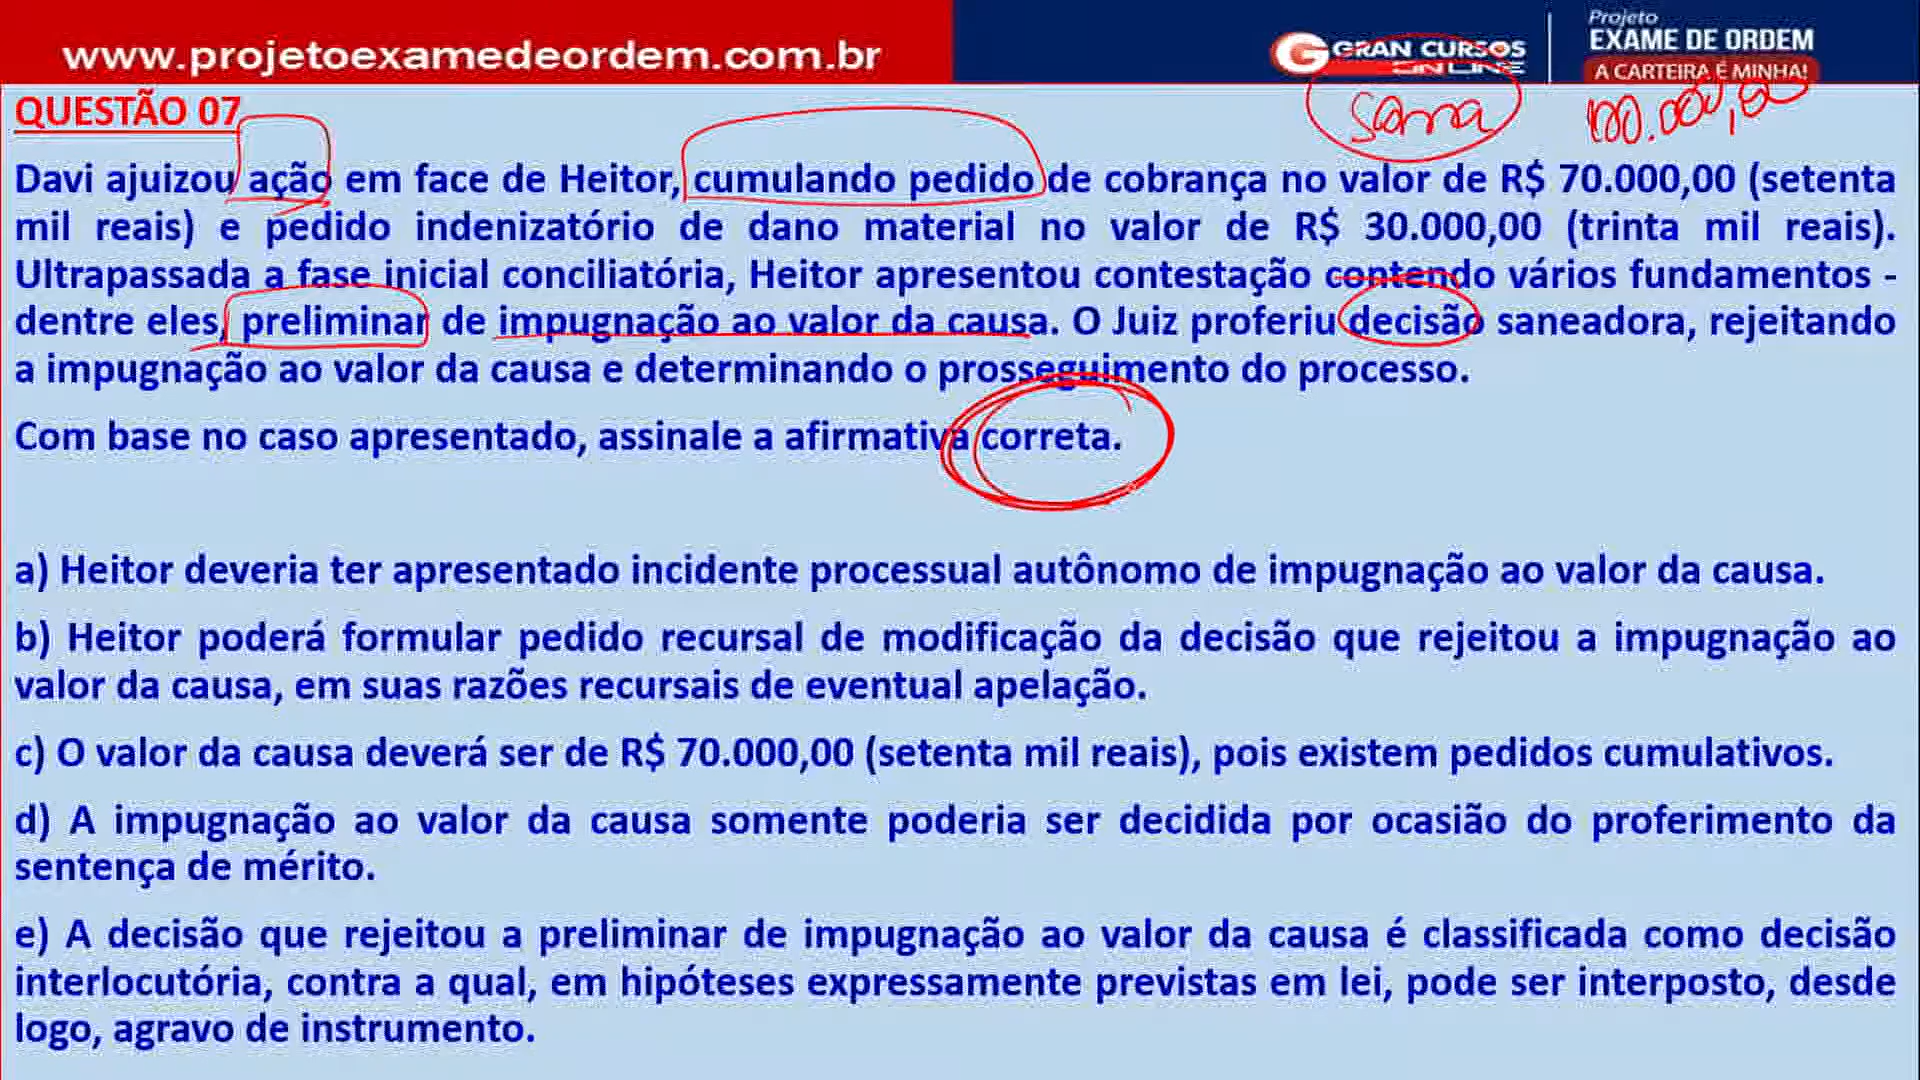 www.projetoexamedeordem.com.br
GRAN CURSOS
ONLINE
Projeto
EXAME DE ORDEM
A CARTEIRA É MINHA!
QUESTÃO 07
soma
100.000,00
Davi ajuizou ação em face de Heitor, cumulando pedido de cobrança no valor de R$ 70.000,00 (setenta
mil reais) e pedido indenizatório de dano material no valor de R$ 30.000,00 (trinta mil reais).
Ultrapassada a fase inicial conciliatória, Heitor apresentou contestação contendo vários fundamentos -
dentre eles, preliminar de impugnação ao valor da causa. O Juiz proferiu decisão saneadora, rejeitando
a impugnação ao valor da causa e determinando o prosseguimento do processo.
Com base no caso apresentado, assinale a afirmativa correta.
a) Heitor deveria ter apresentado incidente processual autônomo de impugnação ao valor da causa.
b) Heitor poderá formular pedido recursal de modificação da decisão que rejeitou a impugnação ao
valor da causa, em suas razões recursais de eventual apelação.
c) O valor da causa deverá ser de R$ 70.000,00 (setenta mil reais), pois existem pedidos cumulativos.
d) A impugnação ao valor da causa somente poderia ser decidida por ocasião do proferimento da
sentença de mérito.
e) A decisão que rejeitou a preliminar de impugnação ao valor da causa é classificada como decisão
interlocutória, contra a qual, em hipóteses expressamente previstas em lei, pode ser interposto, desde
logo, agravo de instrumento.